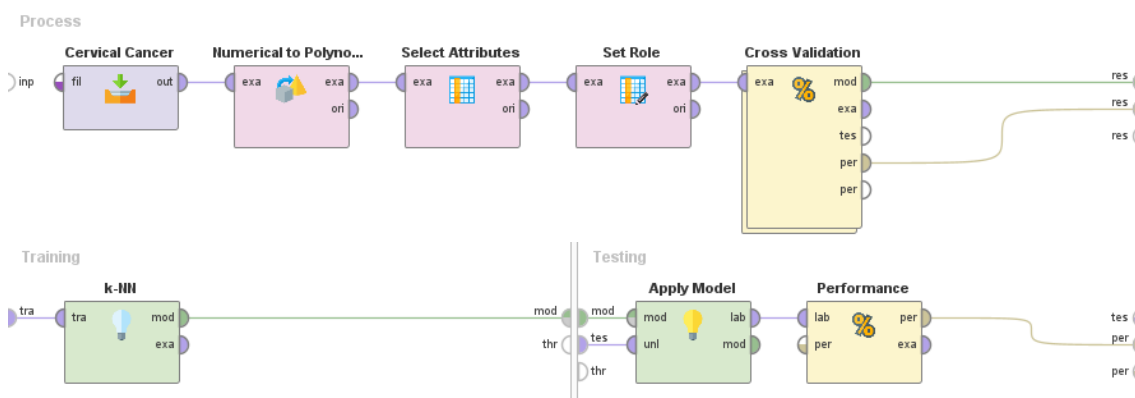 Process
Cervical Cancer Numerical to Polyno... Select Attributes Set Role Cross Validation
inp fil out exa exa exa exa exa exa exa mod res
ori ori ori exa res
tes res
per
per
Training Testing
k-NN Apply Model Performance
tra tra mod mod mod mod lab lab per tes
exa thr tes unl mod per exa per
thr per